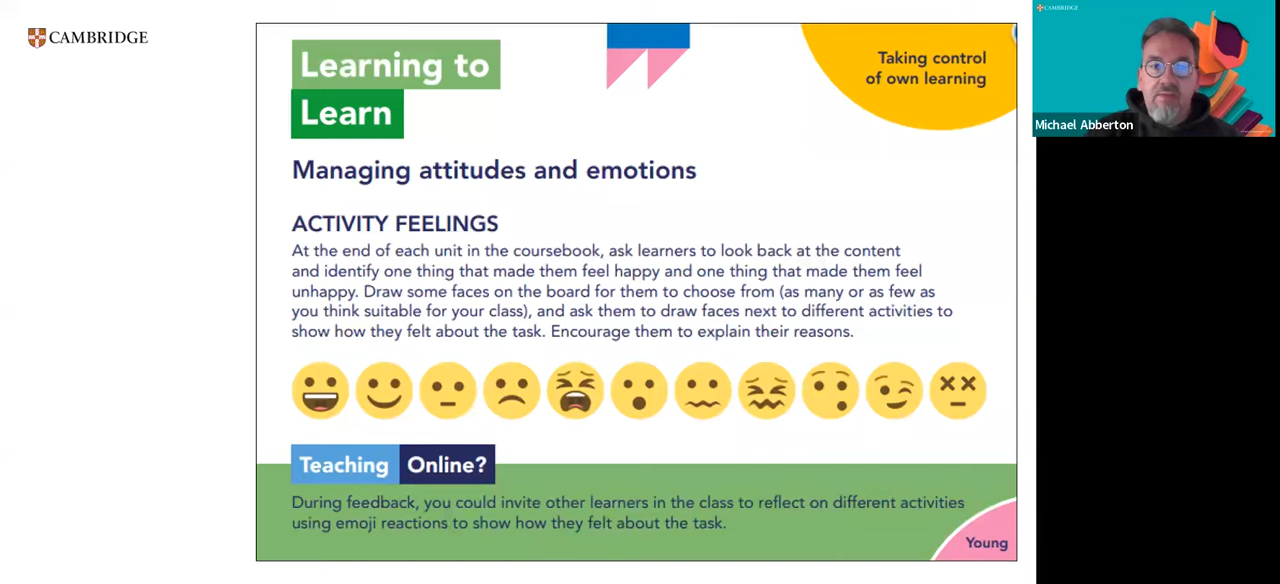 CAMBRIDGE
Learning to
Learn
Taking control
of own learning
Managing attitudes and emotions
ACTIVITY FEELINGS
At the end of each unit in the coursebook, ask learners to look back at the content
and identify one thing that made them feel happy and one thing that made them feel
unhappy. Draw some faces on the board for them to choose from (as many or as few as
you think suitable for your class), and ask them to draw faces next to different activities to
show how they felt about the task. Encourage them to explain their reasons.
Teaching Online?
During feedback, you could invite other learners in the class to reflect on different activities
using emoji reactions to show how they felt about the task.
Young
CAMBRIDGE
Michael Abberton